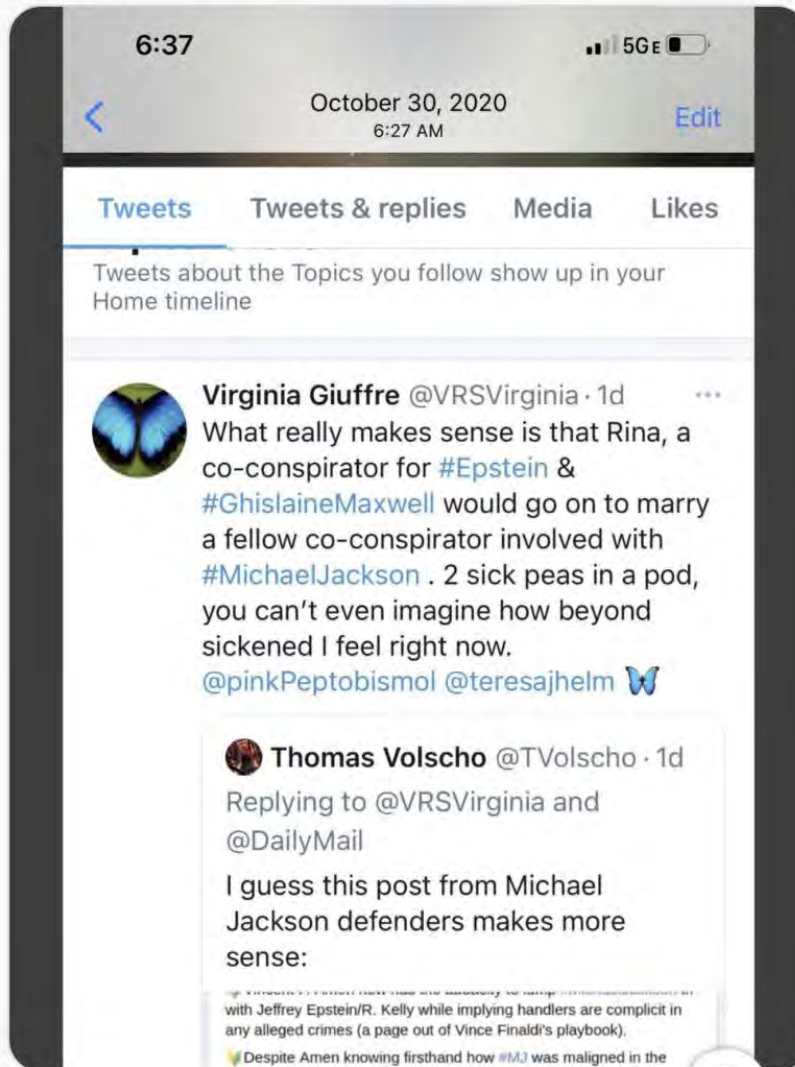 6:37
5GE
October 30, 2020
Edit
6:27 AM
Tweets Tweets & replies Media Likes
Tweets about the Topics you follow show up in your
Home timeline
Virginia Giuffre @VRSVirginia · 1d
What really makes sense is that Rina, a
co-conspirator for #Epstein &
#GhislaineMaxwell would go on to marry
a fellow co-conspirator involved with
#MichaelJackson . 2 sick peas in a pod,
you can't even imagine how beyond
sickened I feel right now.
@pinkPeptobismol @teresajhelm 🦋
Thomas Volscho @TVolscho · 1d
Replying to @VRSVirginia and
@DailyMail
I guess this post from Michael
Jackson defenders makes more
sense:
with Jeffrey Epstein/R. Kelly while implying handlers are complicit in
any alleged crimes (a page out of Vince Finaldi's playbook).
🔰Despite Amen knowing firsthand how #MJ was maligned in the